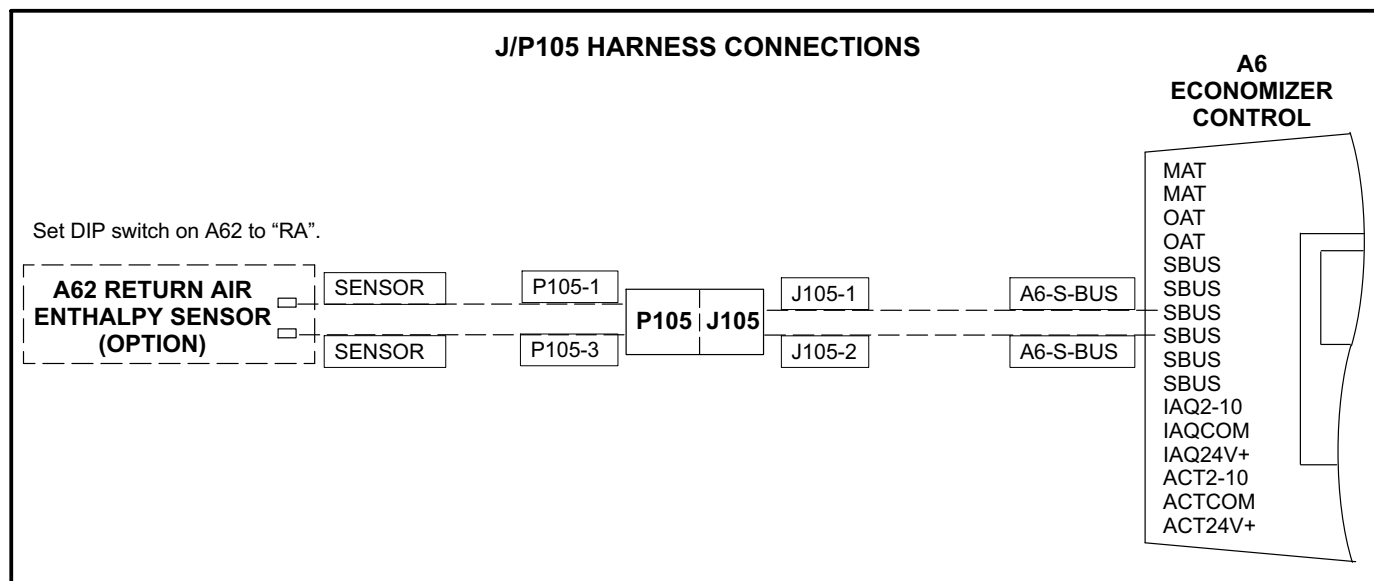 J/P105 HARNESS CONNECTIONS
A6
ECONOMIZER
CONTROL
Set DIP switch on A62 to “RA”.
A62 RETURN AIR
ENTHALPY SENSOR
(OPTION)
SENSOR
SENSOR
P105-1
P105-3
P105
J105
J105-1
J105-2
A6-S-BUS
A6-S-BUS
MAT
MAT
OAT
OAT
SBUS
SBUS
SBUS
SBUS
SBUS
SBUS
IAQ2-10
IAQCOM
IAQ24V+
ACT2-10
ACTCOM
ACT24V+